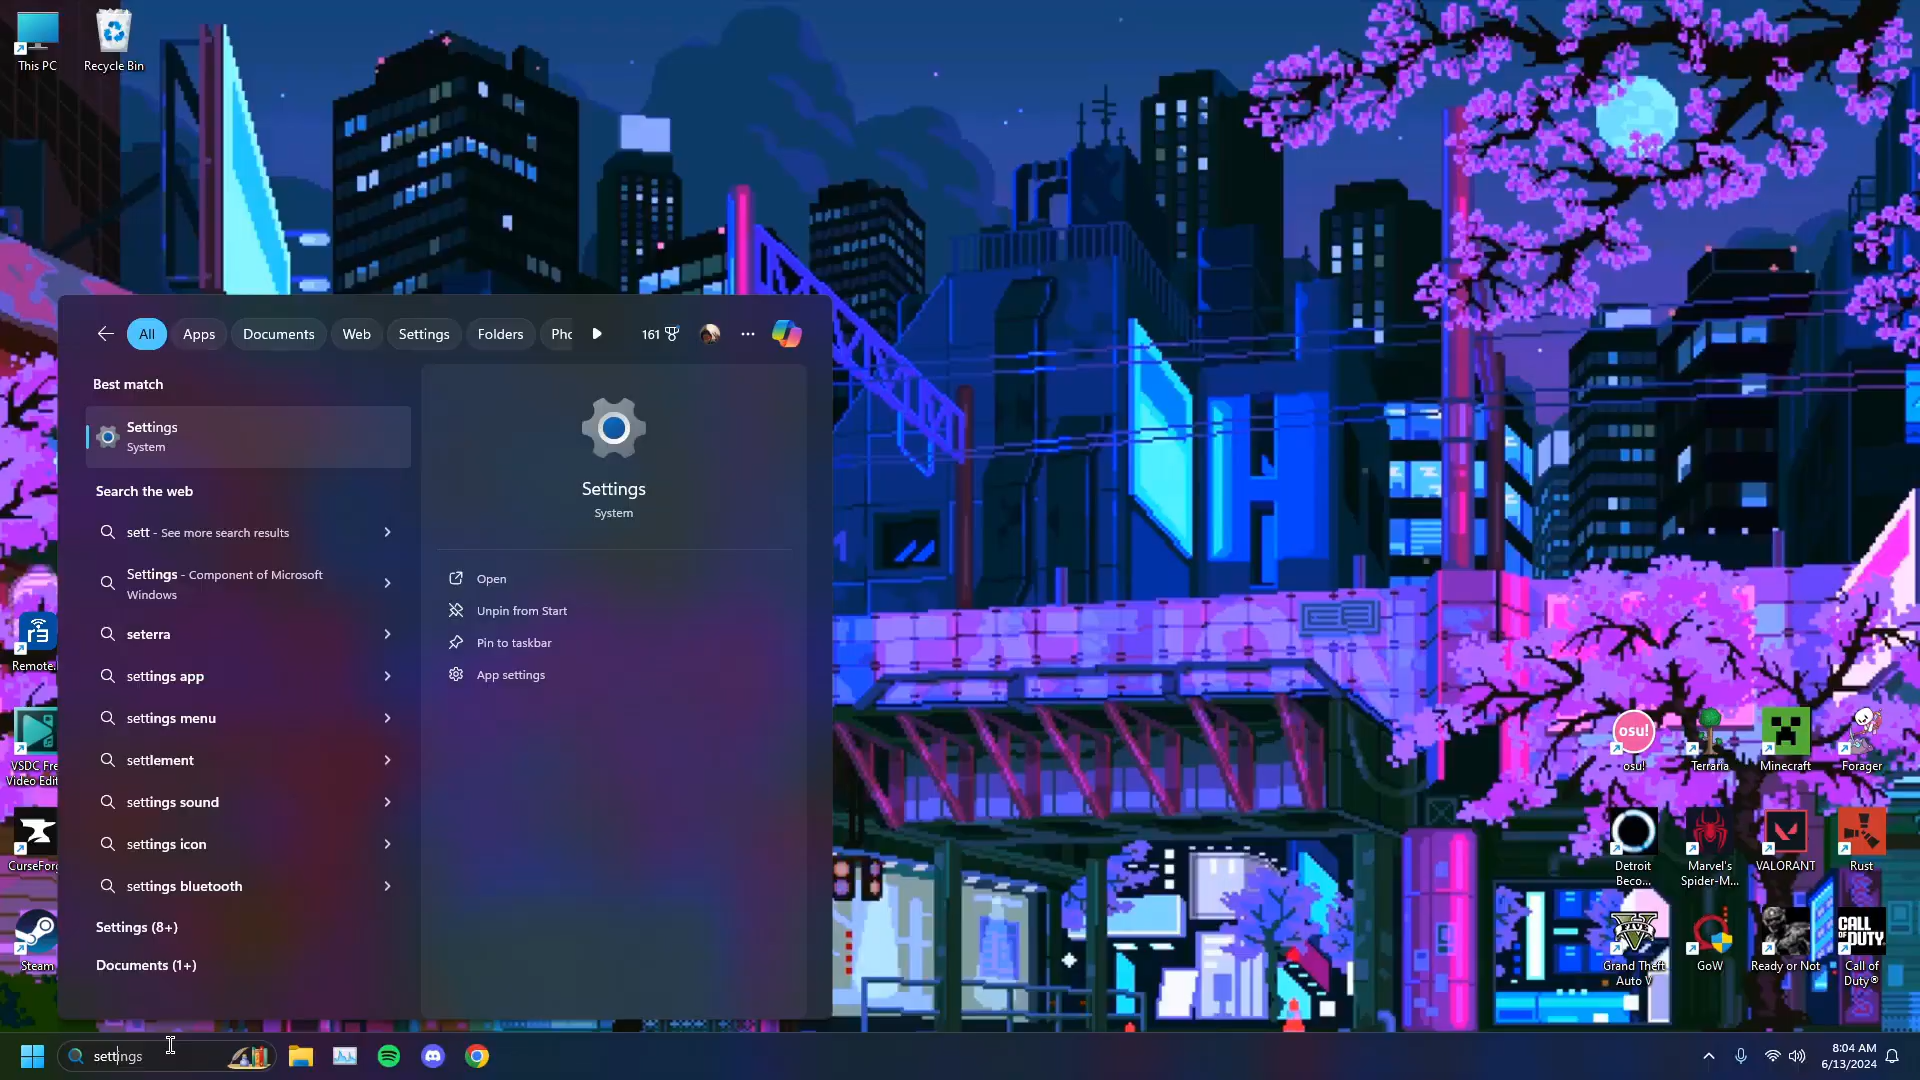 This PC
Recycle Bin
All
Apps
Documents
Web
Settings
Folders
Pho
161
Best match
Settings
System
Search the web
sett - See more search results
Settings - Component of Microsoft
Windows
seterra
settings app
settings menu
settlement
settings sound
settings icon
settings bluetooth
Settings (8+)
Documents (1+)
Settings
System
Open
Unpin from Start
Pin to taskbar
App settings
Remote.
VSDC Fre
Video Edit
CurseForg
Steam
osu!
osu!
Terraria
Minecraft
Forager
Detroit
Beco...
Marvel's
Spider-M...
VALORANT
Rust
FIVE
Grand Theft
Auto V
GoW
Ready or Not
CALL
OF DUTY
Call of
Duty®
settings
8:04 AM
6/13/2024